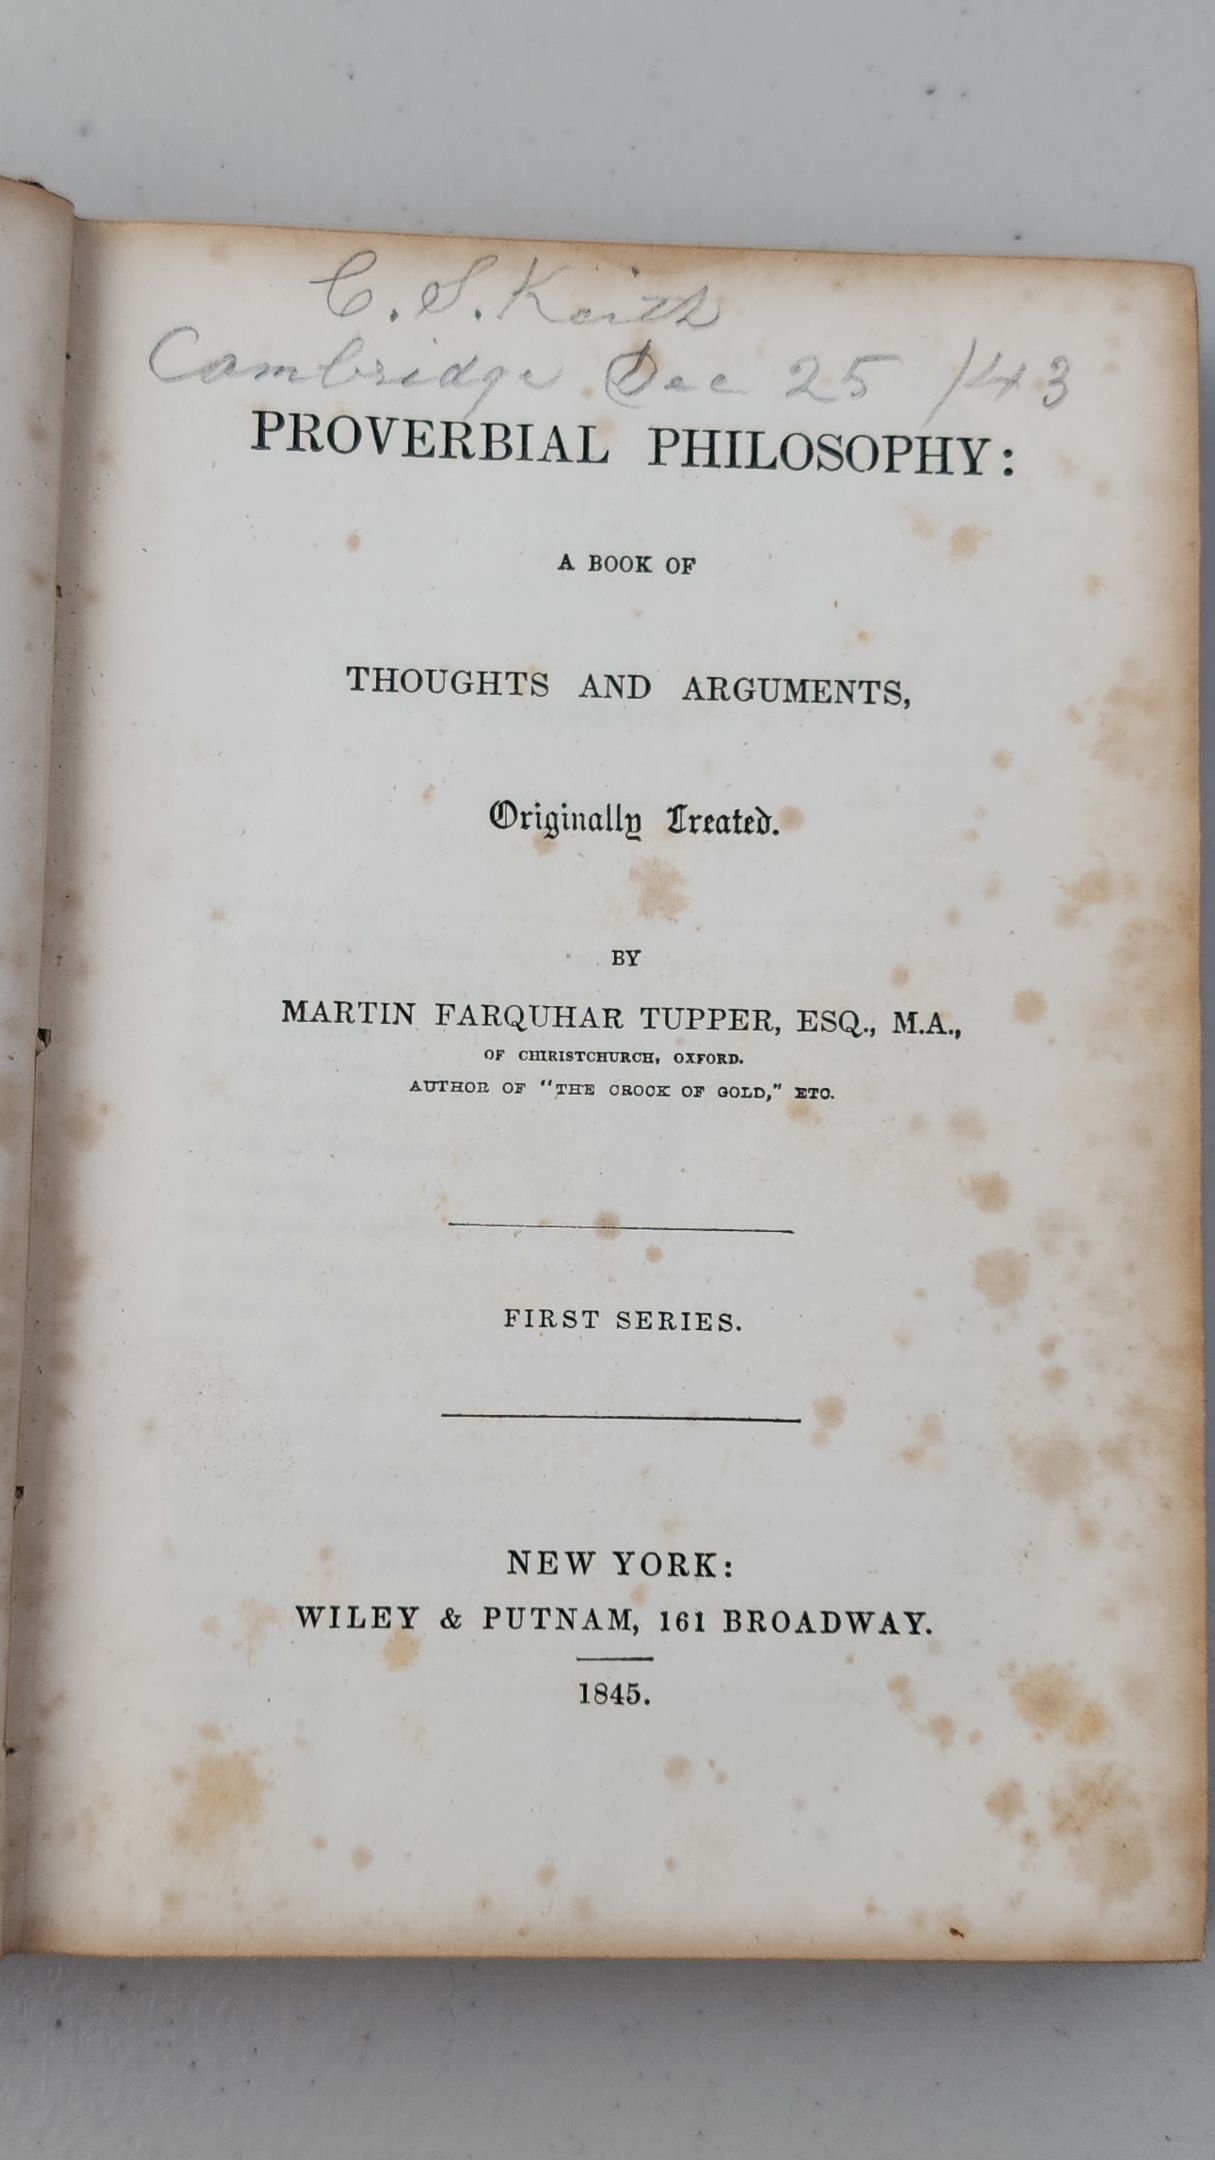 C. S. Keith
Cambridge Dec 25 /43
PROVERBIAL PHILOSOPHY:
A BOOK OF
THOUGHTS AND ARGUMENTS,
Originally Treated.
BY
MARTIN FARQUHAR TUPPER, ESQ., M.A.,
OF CHRISTCHURCH, OXFORD.
AUTHOR OF "THE CROCK OF GOLD," ETC.
FIRST SERIES.
NEW YORK:
WILEY & PUTNAM, 161 BROADWAY.
1845.